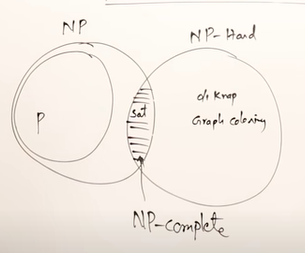 NP
NP-Hard
P
sat
0/1 Knap
Graph coloring
NP-complete